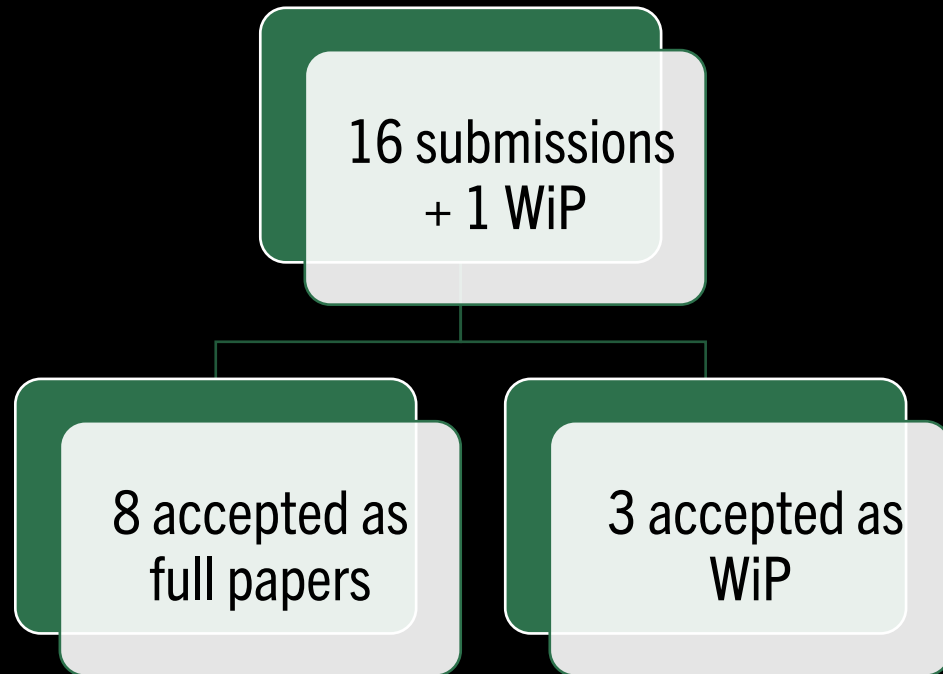 16 submissions
+ 1 WiP
8 accepted as
full papers
3 accepted as
WiP